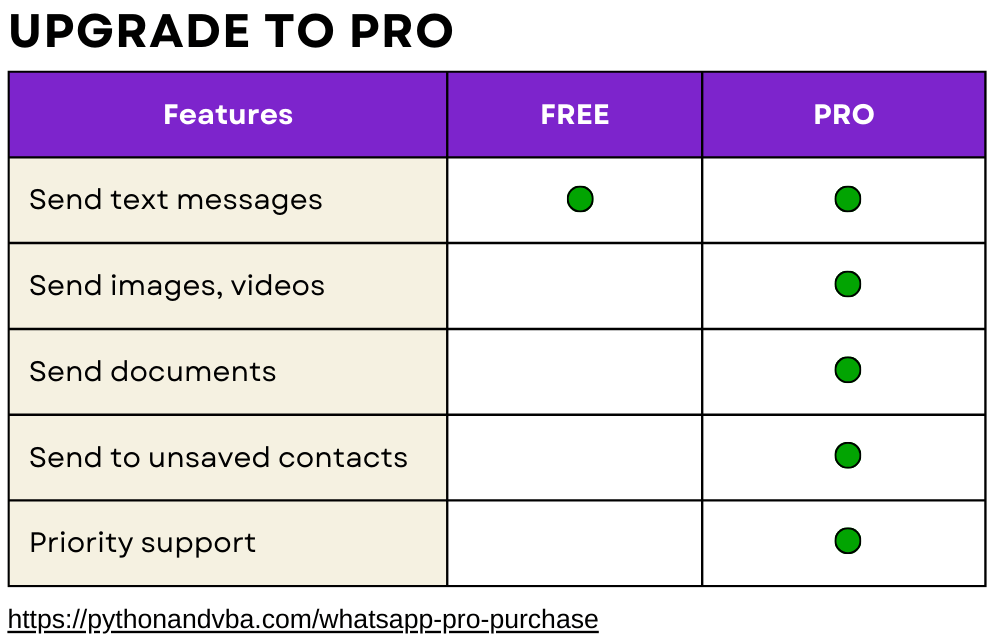 UPGRADE TO PRO
Features FREE PRO
Send text messages
Send images, videos
Send documents
Send to unsaved contacts
Priority support
https://pythonandvba.com/whatsapp-pro-purchase